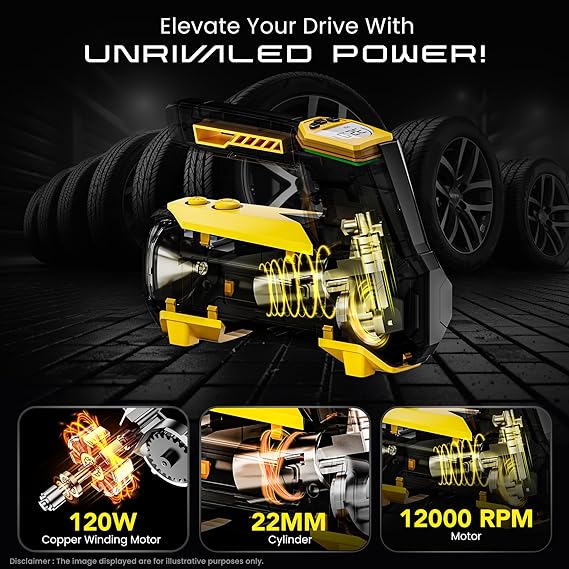 Elevate Your Drive With
UNRIVALED POWER!
120W
Copper Winding Motor
22MM
Cylinder
12000 RPM
Motor
Disclaimer : The image displayed are for illustrative purposes only.